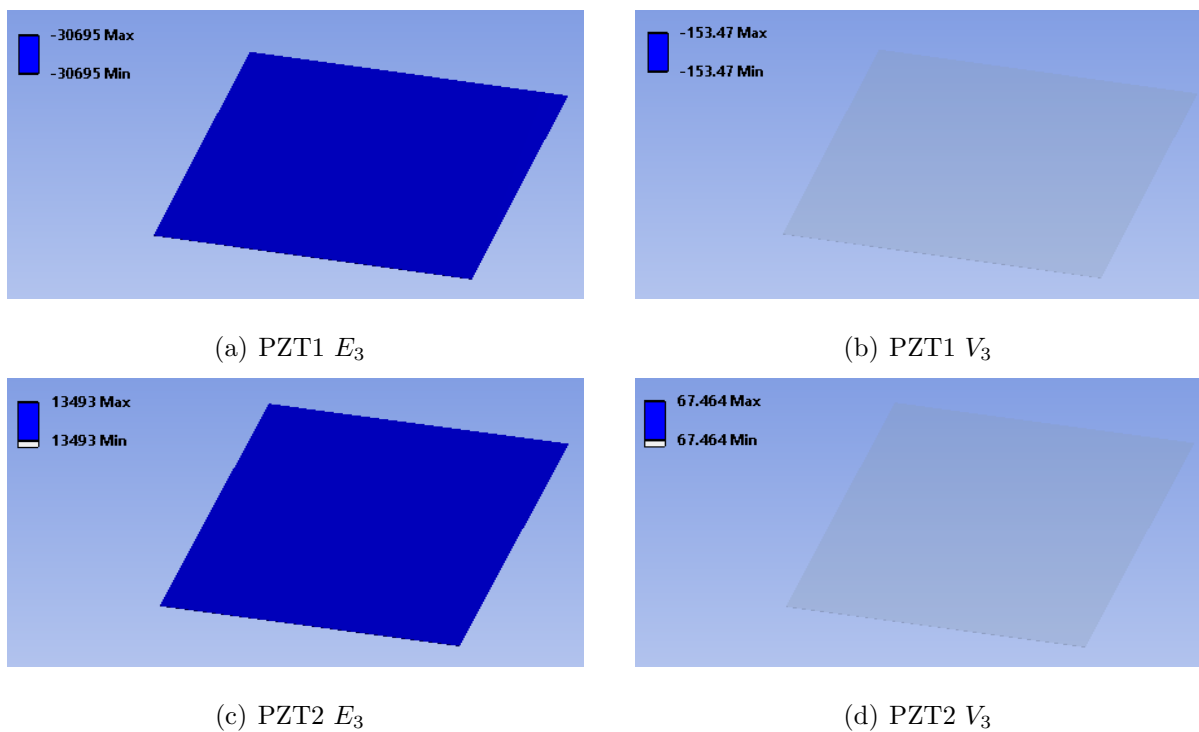 -30695 Max
-30695 Min
-153.47 Max
-153.47 Min
(a) PZT1 E₃
(b) PZT1 V₃
13493 Max
13493 Min
67.464 Max
67.464 Min
(c) PZT2 E₃
(d) PZT2 V₃